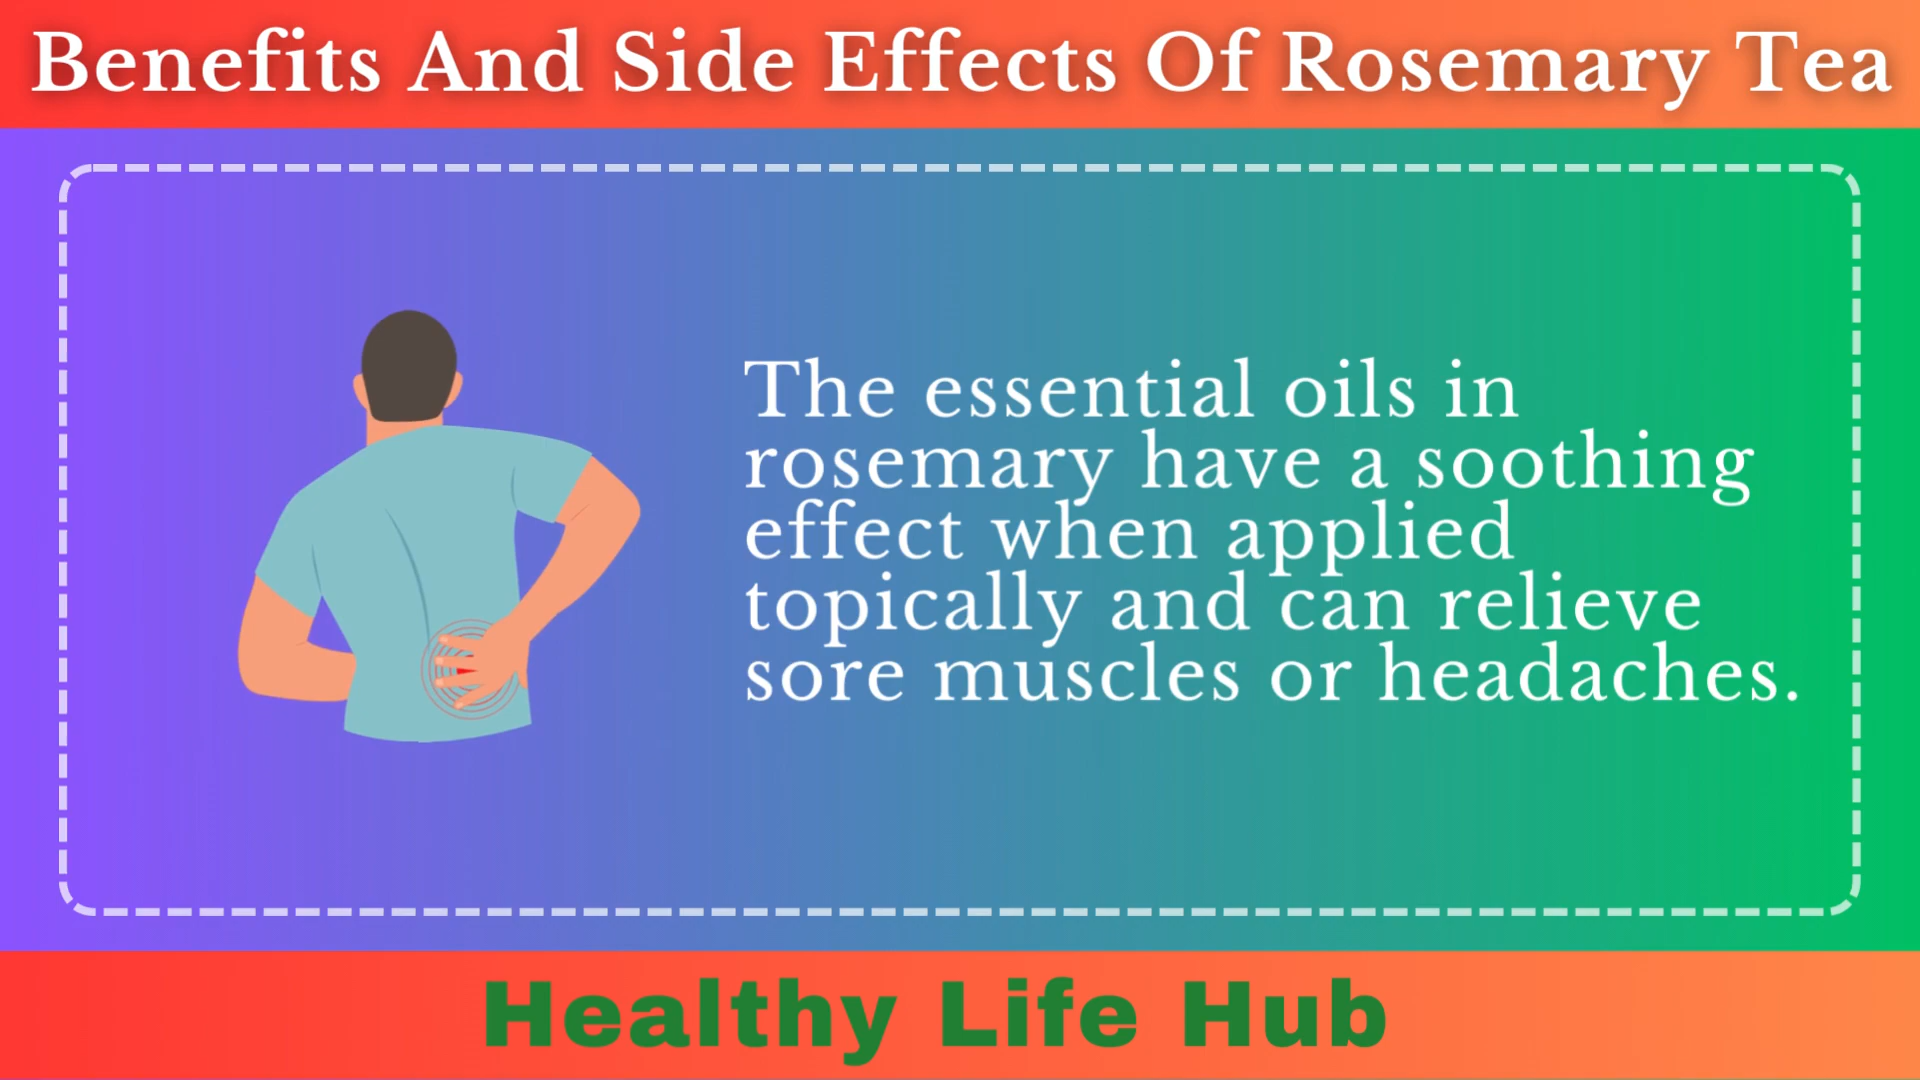 Benefits And Side Effects Of Rosemary Tea
The essential oils in
rosemary have a soothing
effect when applied
topically and can relieve
sore muscles or headaches.
Healthy Life Hub